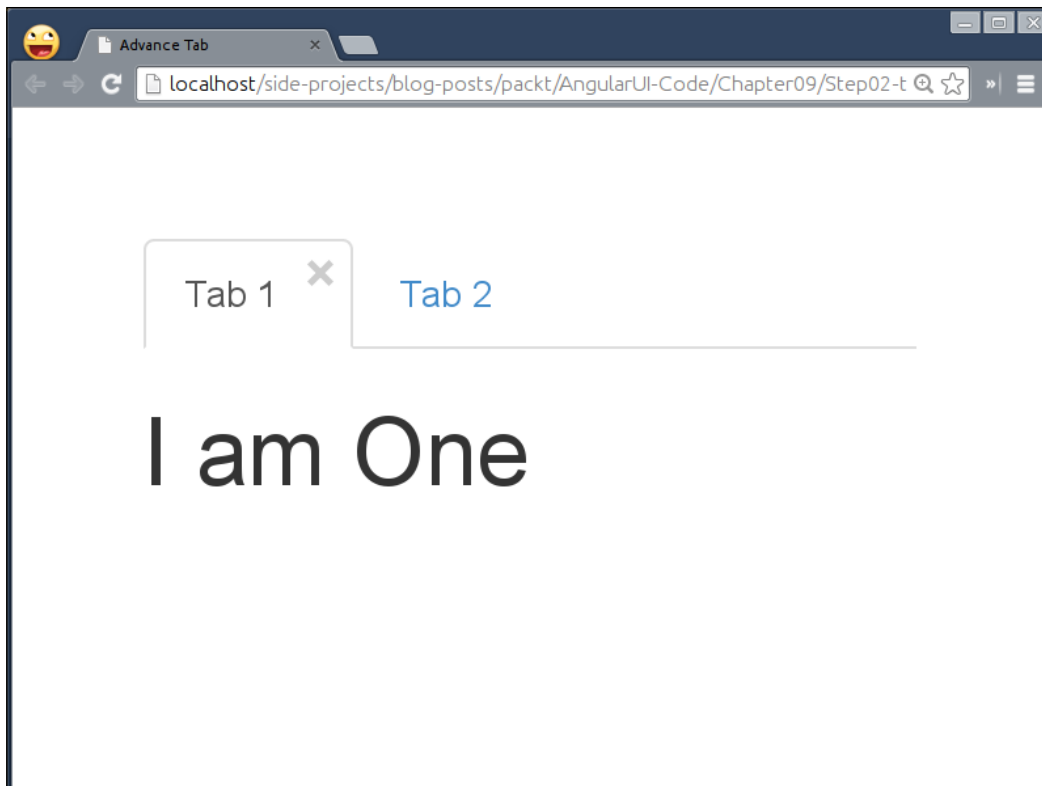 Advance Tab
localhost/side-projects/blog-posts/packt/AngularUI-Code/Chapter09/Step02-t
Tab 1 Tab 2
I am One